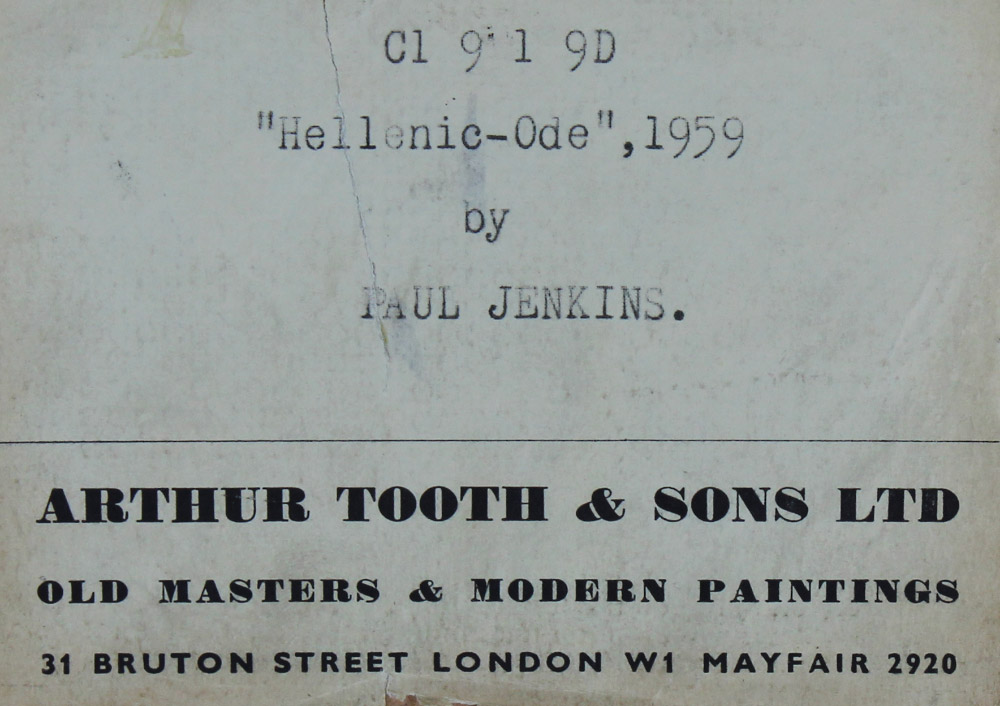 Cl 9'1 9D
"Hellenic-Ode",1959
by
PAUL JENKINS.
ARTHUR TOOTH & SONS LTD
OLD MASTERS & MODERN PAINTINGS
31 BRUTON STREET LONDON W1 MAYFAIR 2920